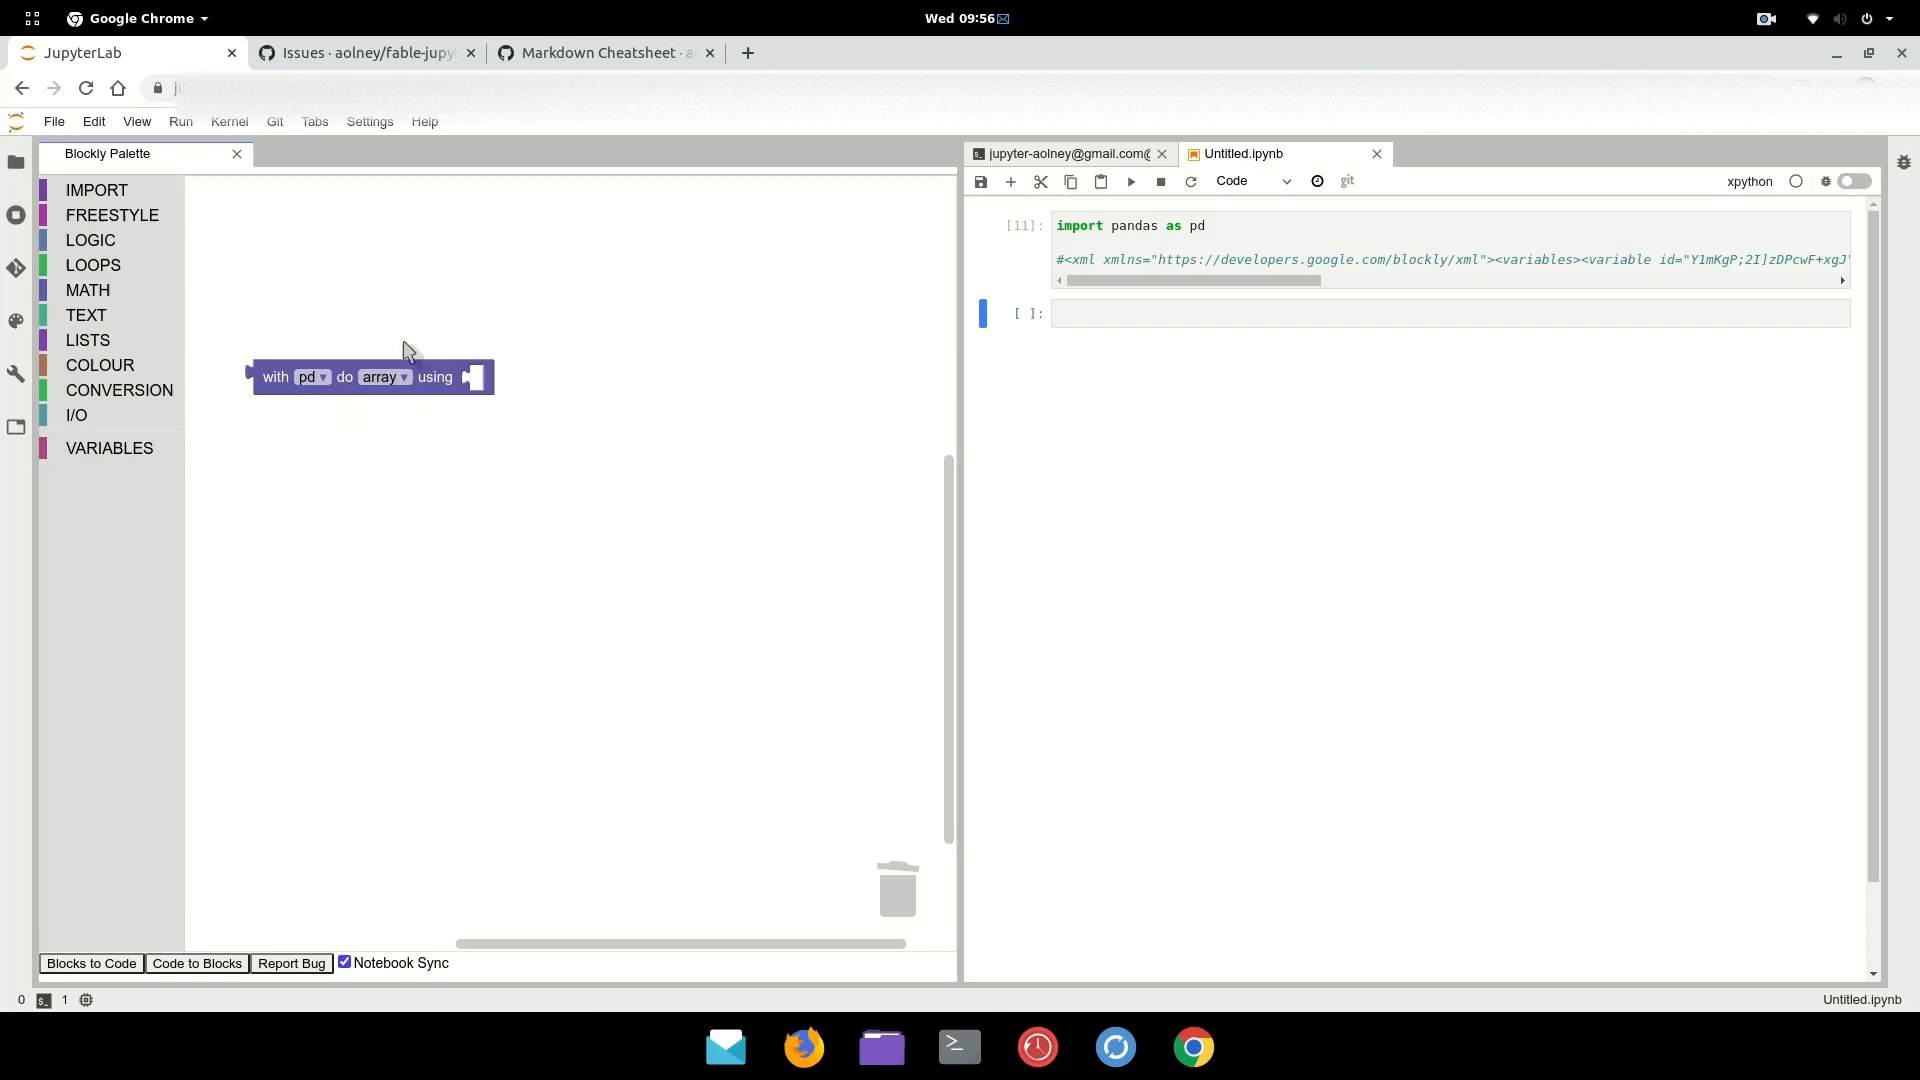 Google Chrome
Wed 09:56
JupyterLab
Issues · aolney/fable-jupy
Markdown Cheatsheet · a
File Edit View Run Kernel Git Tabs Settings Help
Blockly Palette
jupyter-aolney@gmail.com@
Untitled.ipynb
Code
git
xpython
IMPORT
FREESTYLE
LOGIC
LOOPS
MATH
TEXT
LISTS
COLOUR
CONVERSION
I/O
VARIABLES
with pd do array using
[11]:
import pandas as pd
#<xml xmlns="https://developers.google.com/blockly/xml"><variables><variable id="Y1mKgP;2I]zDPcwF+xgJ
[ ]:
Blocks to Code
Code to Blocks
Report Bug
Notebook Sync
0
$_
1
Untitled.ipynb